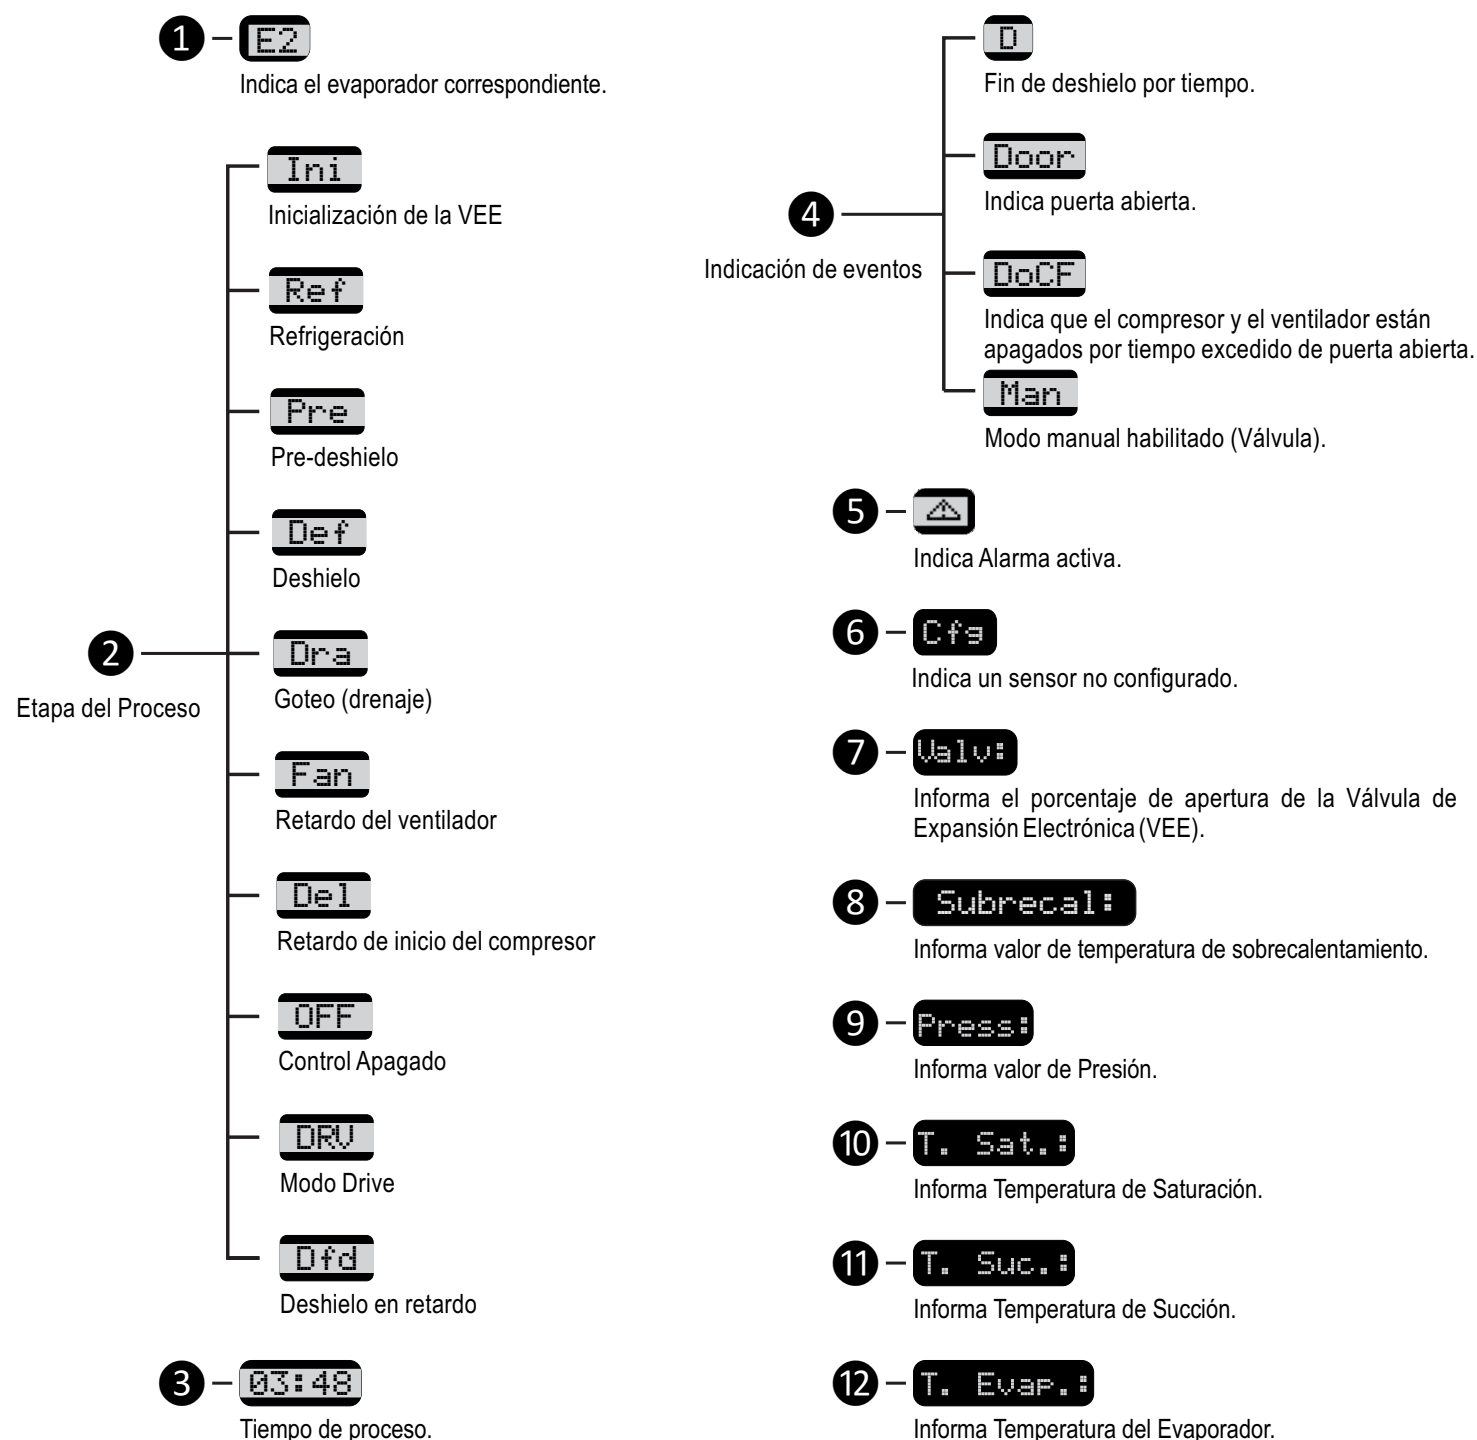 1
E2
Indica el evaporador correspondiente.
2
Etapa del Proceso
Ini
Inicialización de la VEE
Ref
Refrigeración
Pre
Pre-deshielo
Def
Deshielo
Dra
Goteo (drenaje)
Fan
Retardo del ventilador
Del
Retardo de inicio del compresor
OFF
Control Apagado
DRV
Modo Drive
Dfd
Deshielo en retardo
3
03:48
Tiempo de proceso.
4
Indicación de eventos
D
Fin de deshielo por tiempo.
Door
Indica puerta abierta.
DoCF
Indica que el compresor y el ventilador están
apagados por tiempo excedido de puerta abierta.
Man
Modo manual habilitado (Válvula).
5
Indica Alarma activa.
6
Cfg
Indica un sensor no configurado.
7
Valv:
Informa el porcentaje de apertura de la Válvula de
Expansión Electrónica (VEE).
8
Subrecal:
Informa valor de temperatura de sobrecalentamiento.
9
Press:
Informa valor de Presión.
10
T. Sat.:
Informa Temperatura de Saturación.
11
T. Suc.:
Informa Temperatura de Succión.
12
T. Evap.:
Informa Temperatura del Evaporador.